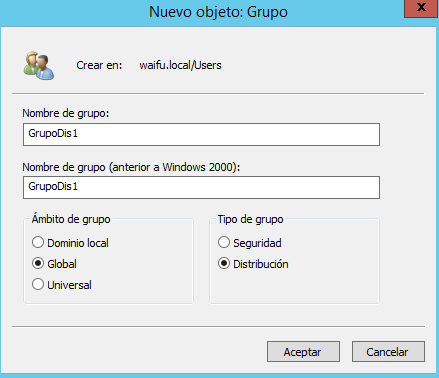 Nuevo objeto: Grupo
x
Crear en: waifu.local/Users
Nombre de grupo:
GrupoDis1
Nombre de grupo (anterior a Windows 2000):
GrupoDis1
Ámbito de grupo
Dominio local
Global
Universal
Tipo de grupo
Seguridad
Distribución
Aceptar
Cancelar